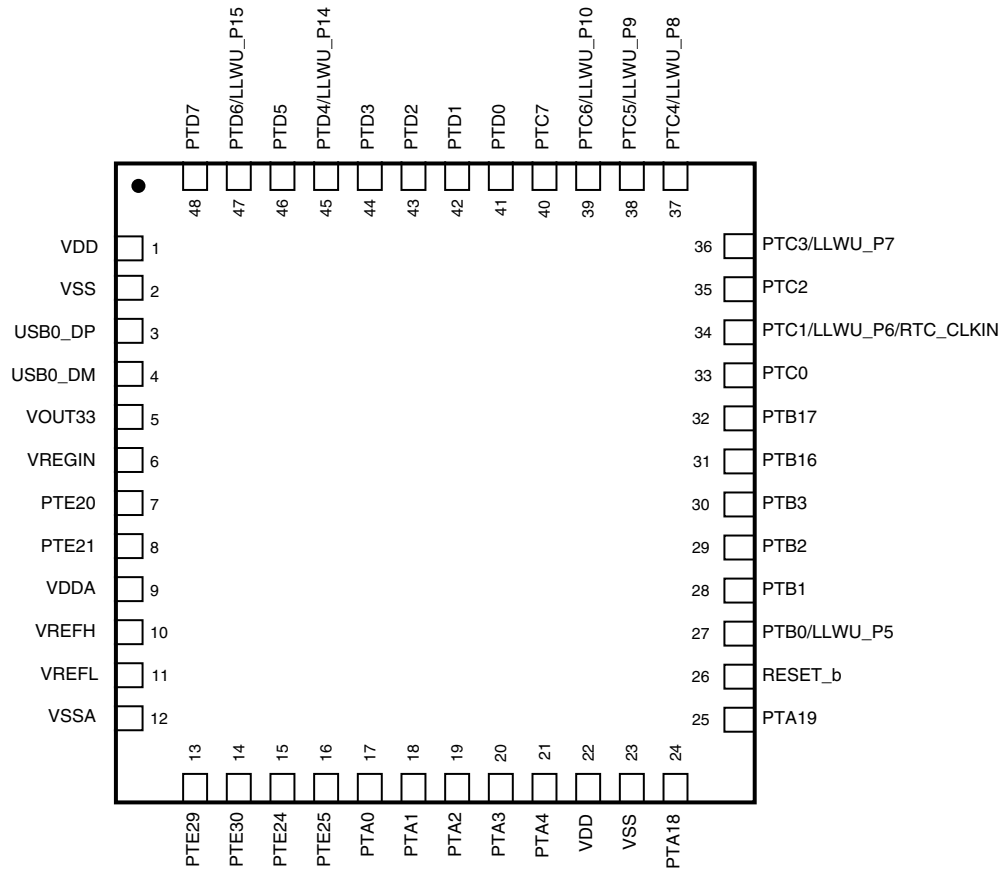 PTD7
PTD6/LLWU_P15
PTD5
PTD4/LLWU_P14
PTD3
PTD2
PTD1
PTD0
PTC7
PTC6/LLWU_P10
PTC5/LLWU_P9
PTC4/LLWU_P8
48
47
46
45
44
43
42
41
40
39
38
37
VDD 1
36 PTC3/LLWU_P7
VSS 2
35 PTC2
USB0_DP 3
34 PTC1/LLWU_P6/RTC_CLKIN
USB0_DM 4
33 PTC0
VOUT33 5
32 PTB17
VREGIN 6
31 PTB16
PTE20 7
30 PTB3
PTE21 8
29 PTB2
VDDA 9
28 PTB1
VREFH 10
27 PTB0/LLWU_P5
VREFL 11
26 RESET_b
VSSA 12
25 PTA19
13
14
15
16
17
18
19
20
21
22
23
24
PTE29
PTE30
PTE24
PTE25
PTA0
PTA1
PTA2
PTA3
PTA4
VDD
VSS
PTA18